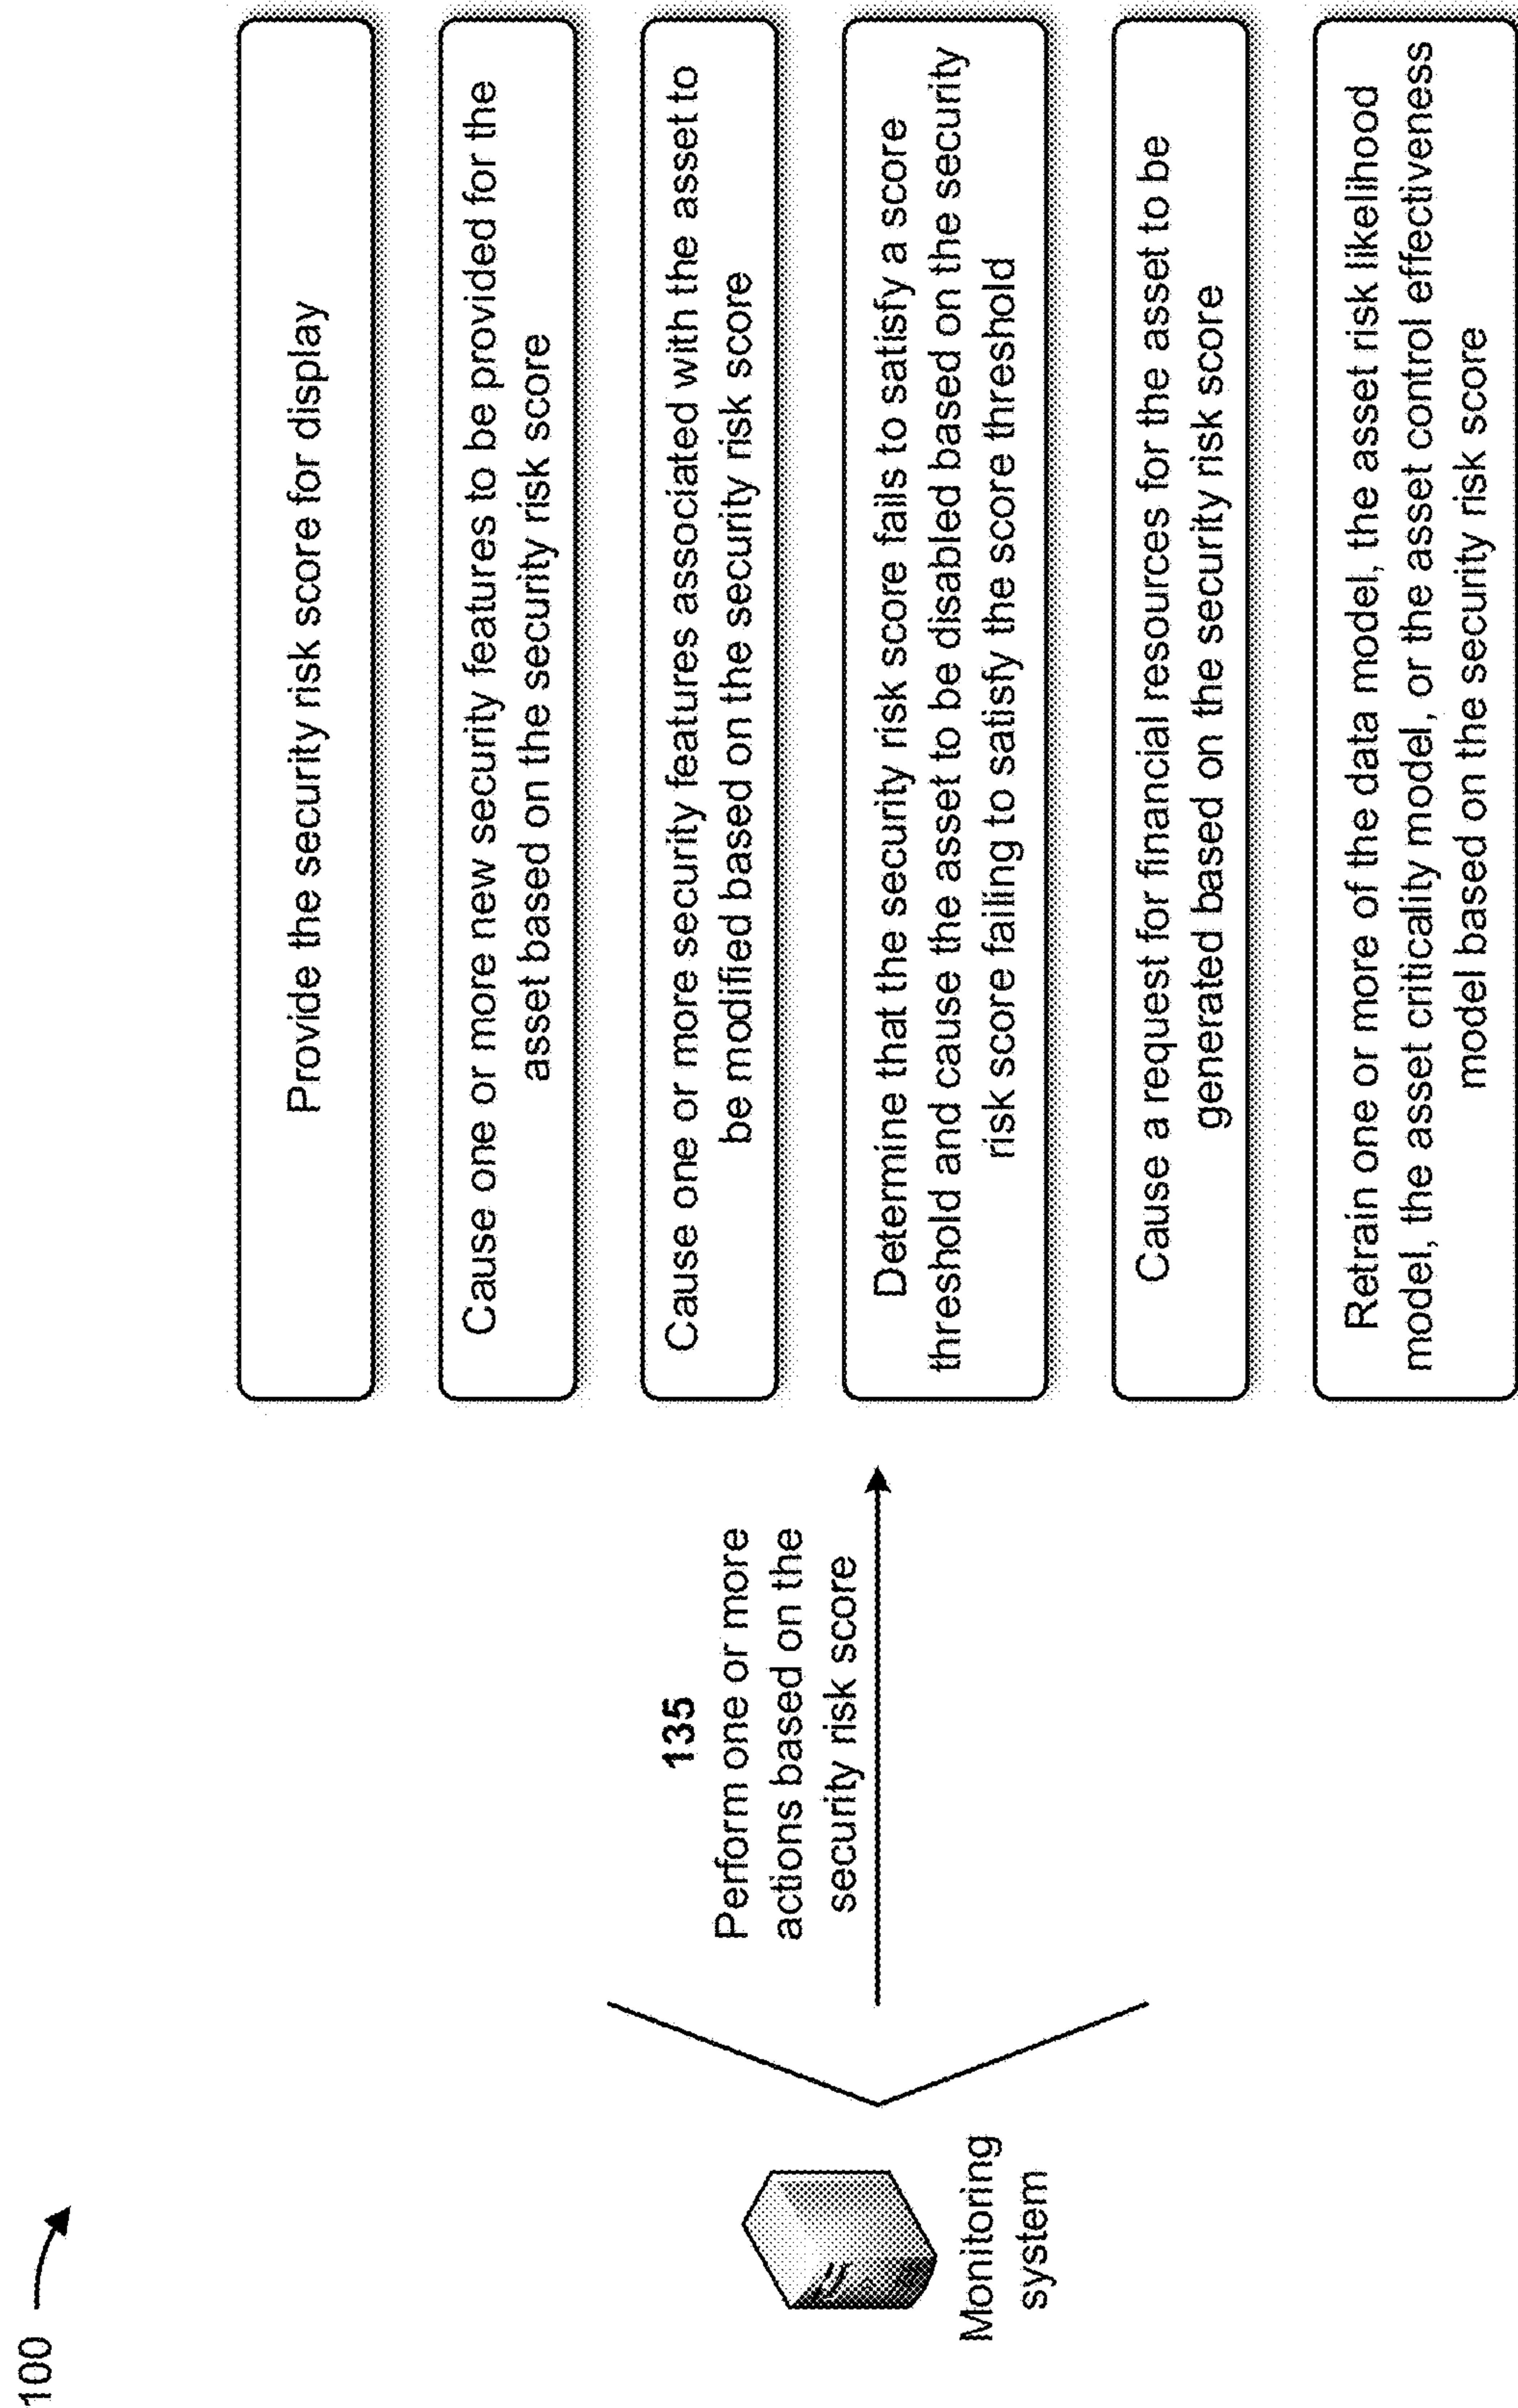 100
Monitoring
system
135
Perform one or more
actions based on the
security risk score
Provide the security risk score for display
Cause one or more new security features to be provided for the
asset based on the security risk score
Cause one or more security features associated with the asset to
be modified based on the security risk score
Determine that the security risk score fails to satisfy a score
threshold and cause the asset to be disabled based on the security
risk score failing to satisfy the score threshold
Cause a request for financial resources for the asset to be
generated based on the security risk score
Retrain one or more of the data model, the asset risk likelihood
model, the asset criticality model, or the asset control effectiveness
model based on the security risk score